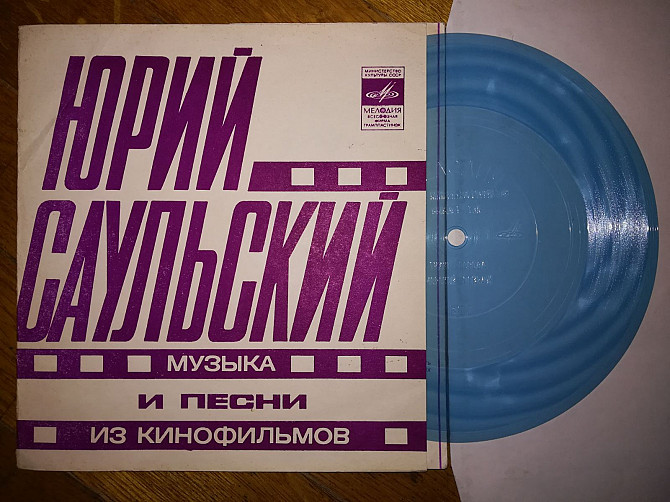 МИНИСТЕРСТВО
КУЛЬТУРЫ СССР
МЕЛОДИЯ
ВСЕСОЮЗНАЯ
ФИРМА
ГРАМПЛАСТИНОК
ЮРИЙ
САУЛЬСКИЙ
МУЗЫКА
И ПЕСНИ
ИЗ КИНОФИЛЬМОВ